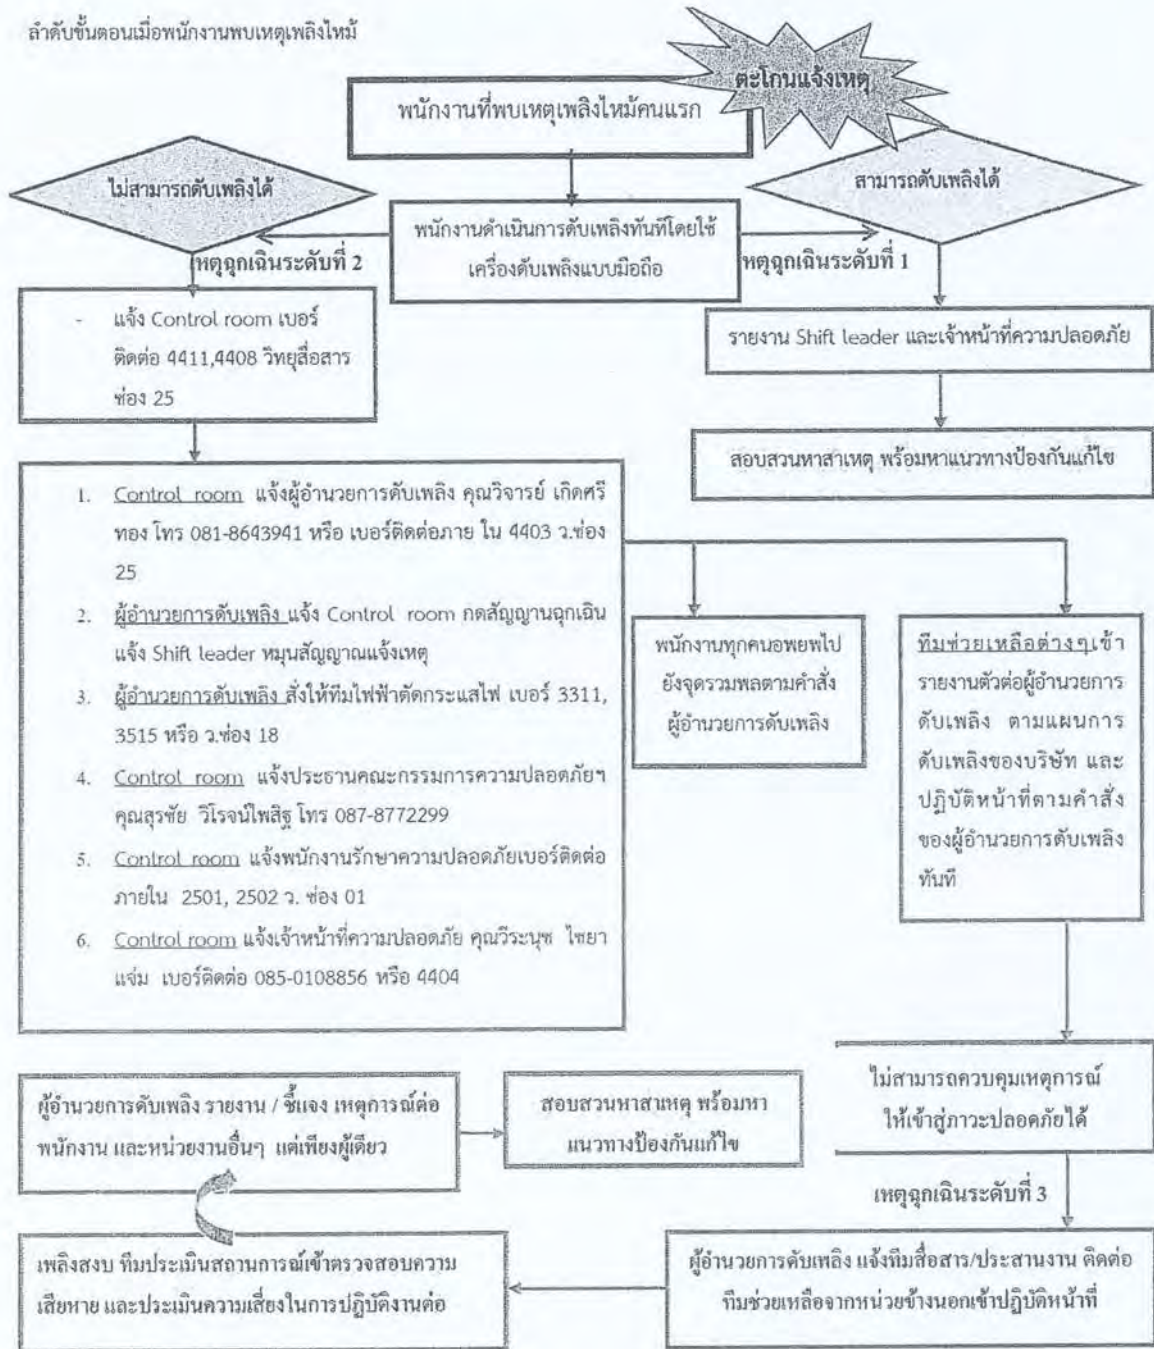 ลำดับขั้นตอนเมื่อพนักงานพบเหตุเพลิงไหม้
ตะโกนแจ้งเหตุ
พนักงานที่พบเหตุเพลิงไหม้คนแรก
ไม่สามารถดับเพลิงได้
สามารถดับเพลิงได้
พนักงานดำเนินการดับเพลิงทันทีโดยใช้
เครื่องดับเพลิงแบบมือถือ
หตุฉุกเฉินระดับที่ 2
หตุฉุกเฉินระดับที่ 1
- แจ้ง Control room เบอร์
ติดต่อ 4411,4408 วิทยุสื่อสาร
ช่อง 25
รายงาน Shift leader และเจ้าหน้าที่ความปลอดภัย
สอบสวนหาสาเหตุ พร้อมหาแนวทางป้องกันแก้ไข
1. Control room แจ้งผู้อำนวยการดับเพลิง คุณวิจารย์ เกิดศรี
ทอง โทร 081-8643941 หรือ เบอร์ติดต่อภาย ใน 4403 ว.ช่อง
25
2. ผู้อำนวยการดับเพลิง แจ้ง Control room กดสัญญานฉุกเฉิน
แจ้ง Shift leader หมุนสัญญาณแจ้งเหตุ
3. ผู้อำนวยการดับเพลิง สั่งให้ทีมไฟฟ้าตัดกระแสไฟ เบอร์ 3311,
3515 หรือ ว.ช่อง 18
4. Control room แจ้งประธานคณะกรรมการความปลอดภัยฯ
คุณสุรชัย วิโรจน์ไพสิฐ โทร 087-8772299
5. Control room แจ้งพนักงานรักษาความปลอดภัยเบอร์ติดต่อ
ภายใน 2501, 2502 ว. ช่อง 01
6. Control room แจ้งเจ้าหน้าที่ความปลอดภัย คุณวีระนุช ไชยา
แจ่ม เบอร์ติดต่อ 085-0108856 หรือ 4404
พนักงานทุกคนอพยพไป
ยังจุดรวมพลตามคำสั่ง
ผู้อำนวยการดับเพลิง
ทีมช่วยเหลือต่างๆเข้า
รายงานตัวต่อผู้อำนวยการ
ดับเพลิง ตามแผนการ
ดับเพลิงของบริษัท และ
ปฏิบัติหน้าที่ตามคำสั่ง
ของผู้อำนวยการดับเพลิง
ทันที
ไม่สามารถควบคุมเหตุการณ์
ให้เข้าสู่ภาวะปลอดภัยได้
เหตุฉุกเฉินระดับที่ 3
ผู้อำนวยการดับเพลิง รายงาน / ชี้แจง เหตุการณ์ต่อ
พนักงาน และหน่วยงานอื่นๆ แต่เพียงผู้เดียว
สอบสวนหาสาเหตุ พร้อมหา
แนวทางป้องกันแก้ไข
เพลิงสงบ ทีมประเมินสถานการณ์เข้าตรวจสอบความ
เสียหาย และประเมินความเสี่ยงในการปฏิบัติงานต่อ
ผู้อำนวยการดับเพลิง แจ้งทีมสื่อสาร/ประสานงาน ติดต่อ
ทีมช่วยเหลือจากหน่วยข้างนอกเข้าปฏิบัติหน้าที่